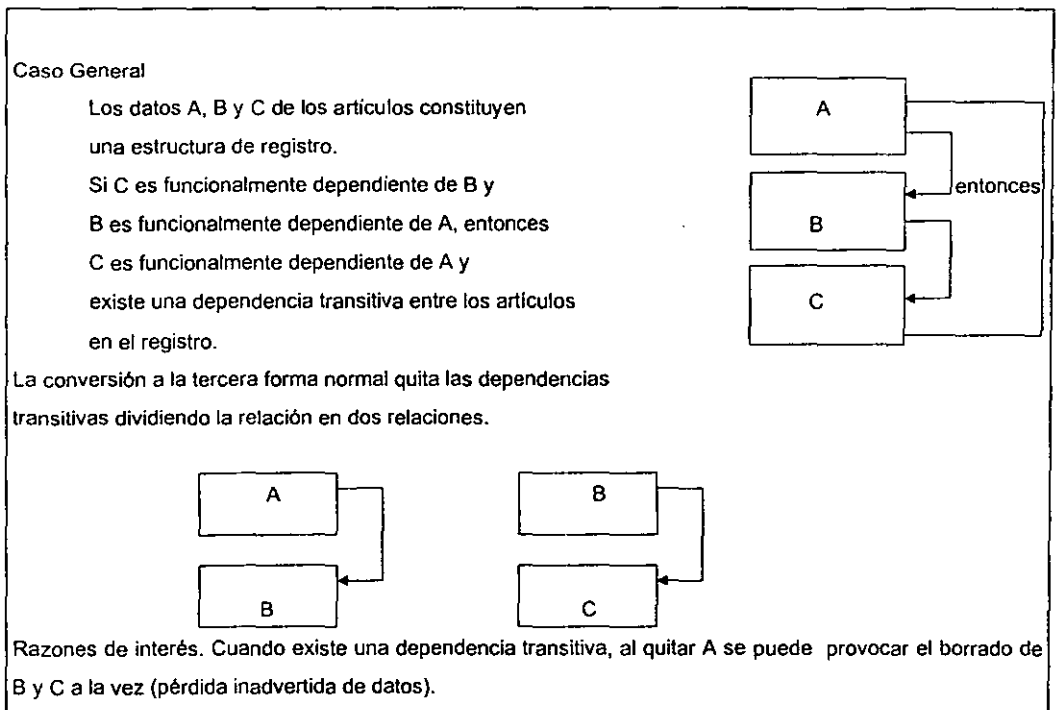 Caso General
Los datos A, B y C de los artículos constituyen
una estructura de registro.
Si C es funcionalmente dependiente de B y
B es funcionalmente dependiente de A, entonces
C es funcionalmente dependiente de A y
existe una dependencia transitiva entre los artículos
en el registro.
A
entonces
B
C
La conversión a la tercera forma normal quita las dependencias
transitivas dividiendo la relación en dos relaciones.
A
B
B
C
Razones de interés. Cuando existe una dependencia transitiva, al quitar A se puede provocar el borrado de
B y C a la vez (pérdida inadvertida de datos).